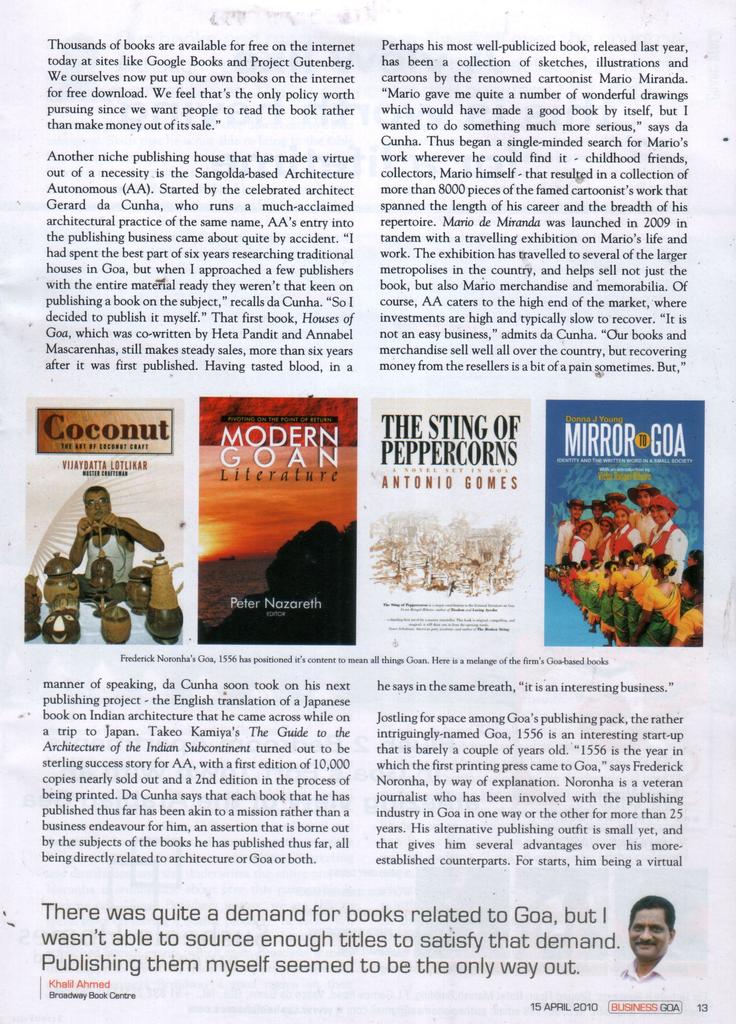 Thousands of books are available for free on the internet
today at sites like Google Books and Project Gutenberg.
We ourselves now put up our own books on the internet
for free download. We feel that's the only policy worth
pursuing since we want people to read the book rather
than make money out of its sale."
Another niche publishing house that has made a virtue
out of a necessity is the Sangolda-based Architecture
Autonomous (AA). Started by the celebrated architect
Gerard da Cunha, who runs a much-acclaimed
architectural practice of the same name, AA's entry into
the publishing business came about quite by accident. "I
had spent the best part of six years researching traditional
houses in Goa, but when I approached a few publishers
with the entire material ready they weren't that keen on
publishing a book on the subject," recalls da Cunha. "So I
decided to publish it myself." That first book, Houses of
Goa, which was co-written by Heta Pandit and Annabel
Mascarenhas, still makes steady sales, more than six years
after it was first published. Having tasted blood, in a
manner of speaking, da Cunha soon took on his next
publishing project - the English translation of a Japanese
book on Indian architecture that he came across while on
a trip to Japan. Takeo Kamiya's The Guide to the
Architecture of the Indian Subcontinent turned out to be
sterling success story for AA, with a first edition of 10,000
copies nearly sold out and a 2nd edition in the process of
being printed. Da Cunha says that each book that he has
published thus far has been akin to a mission rather than a
business endeavour for him, an assertion that is borne out
by the subjects of the books he has published thus far, all
being directly related to architecture or Goa or both.
Perhaps his most well-publicized book, released last year,
has been a collection of sketches, illustrations and
cartoons by the renowned cartoonist Mario Miranda.
"Mario gave me quite a number of wonderful drawings
which would have made a good book by itself, but I
wanted to do something much more serious," says da
Cunha. Thus began a single-minded search for Mario's
work wherever he could find it - childhood friends,
collectors, Mario himself - that resulted in a collection of
more than 8000 pieces of the famed cartoonist's work that
spanned the length of his career and the breadth of his
repertoire. Mario de Miranda was launched in 2009 in
tandem with a travelling exhibition on Mario's life and
work. The exhibition has travelled to several of the larger
metropolises in the country, and helps sell not just the
book, but also Mario merchandise and memorabilia. Of
course, AA caters to the high end of the market, where
investments are high and typically slow to recover. "It is
not an easy business," admits da Cunha. "Our books and
merchandise sell well all over the country, but recovering
money from the resellers is a bit of a pain sometimes. But,"
he says in the same breath, "it is an interesting business."
Jostling for space among Goa's publishing pack, the rather
intriguingly-named Goa, 1556 is an interesting start-up
that is barely a couple of years old. "1556 is the year in
which the first printing press came to Goa," says Frederick
Noronha, by way of explanation. Noronha is a veteran
journalist who has been involved with the publishing
industry in Goa in one way or the other for more than 25
years. His alternative publishing outfit is small yet, and
that gives him several advantages over his more-
established counterparts. For starts, him being a virtual
Coconut
THE ART OF COCONUT CRAFT
VIJAYDATTA LOTLIKAR
MASTER CRAFTSMAN
PIVOTING ON THE POINT OF RETURN
MODERN
GOAN
Literature
Peter Nazareth
EDITOR
THE STING OF
PEPPERCORNS
A NOVEL SET IN GOA
ANTONIO GOMES
Donna J Young
MIRROR TO GOA
IDENTITY AND THE WRITTEN WORD IN A SMALL SOCIETY
With an introduction by
Frederick Noronha's Goa, 1556 has positioned it's content to mean all things Goan. Here is a melange of the firm's Goa-based books
There was quite a demand for books related to Goa, but I
wasn't able to source enough titles to satisfy that demand.
Publishing them myself seemed to be the only way out.
Khalil Ahmed
Broadway Book Centre
15 APRIL 2010 BUSINESS GOA 13